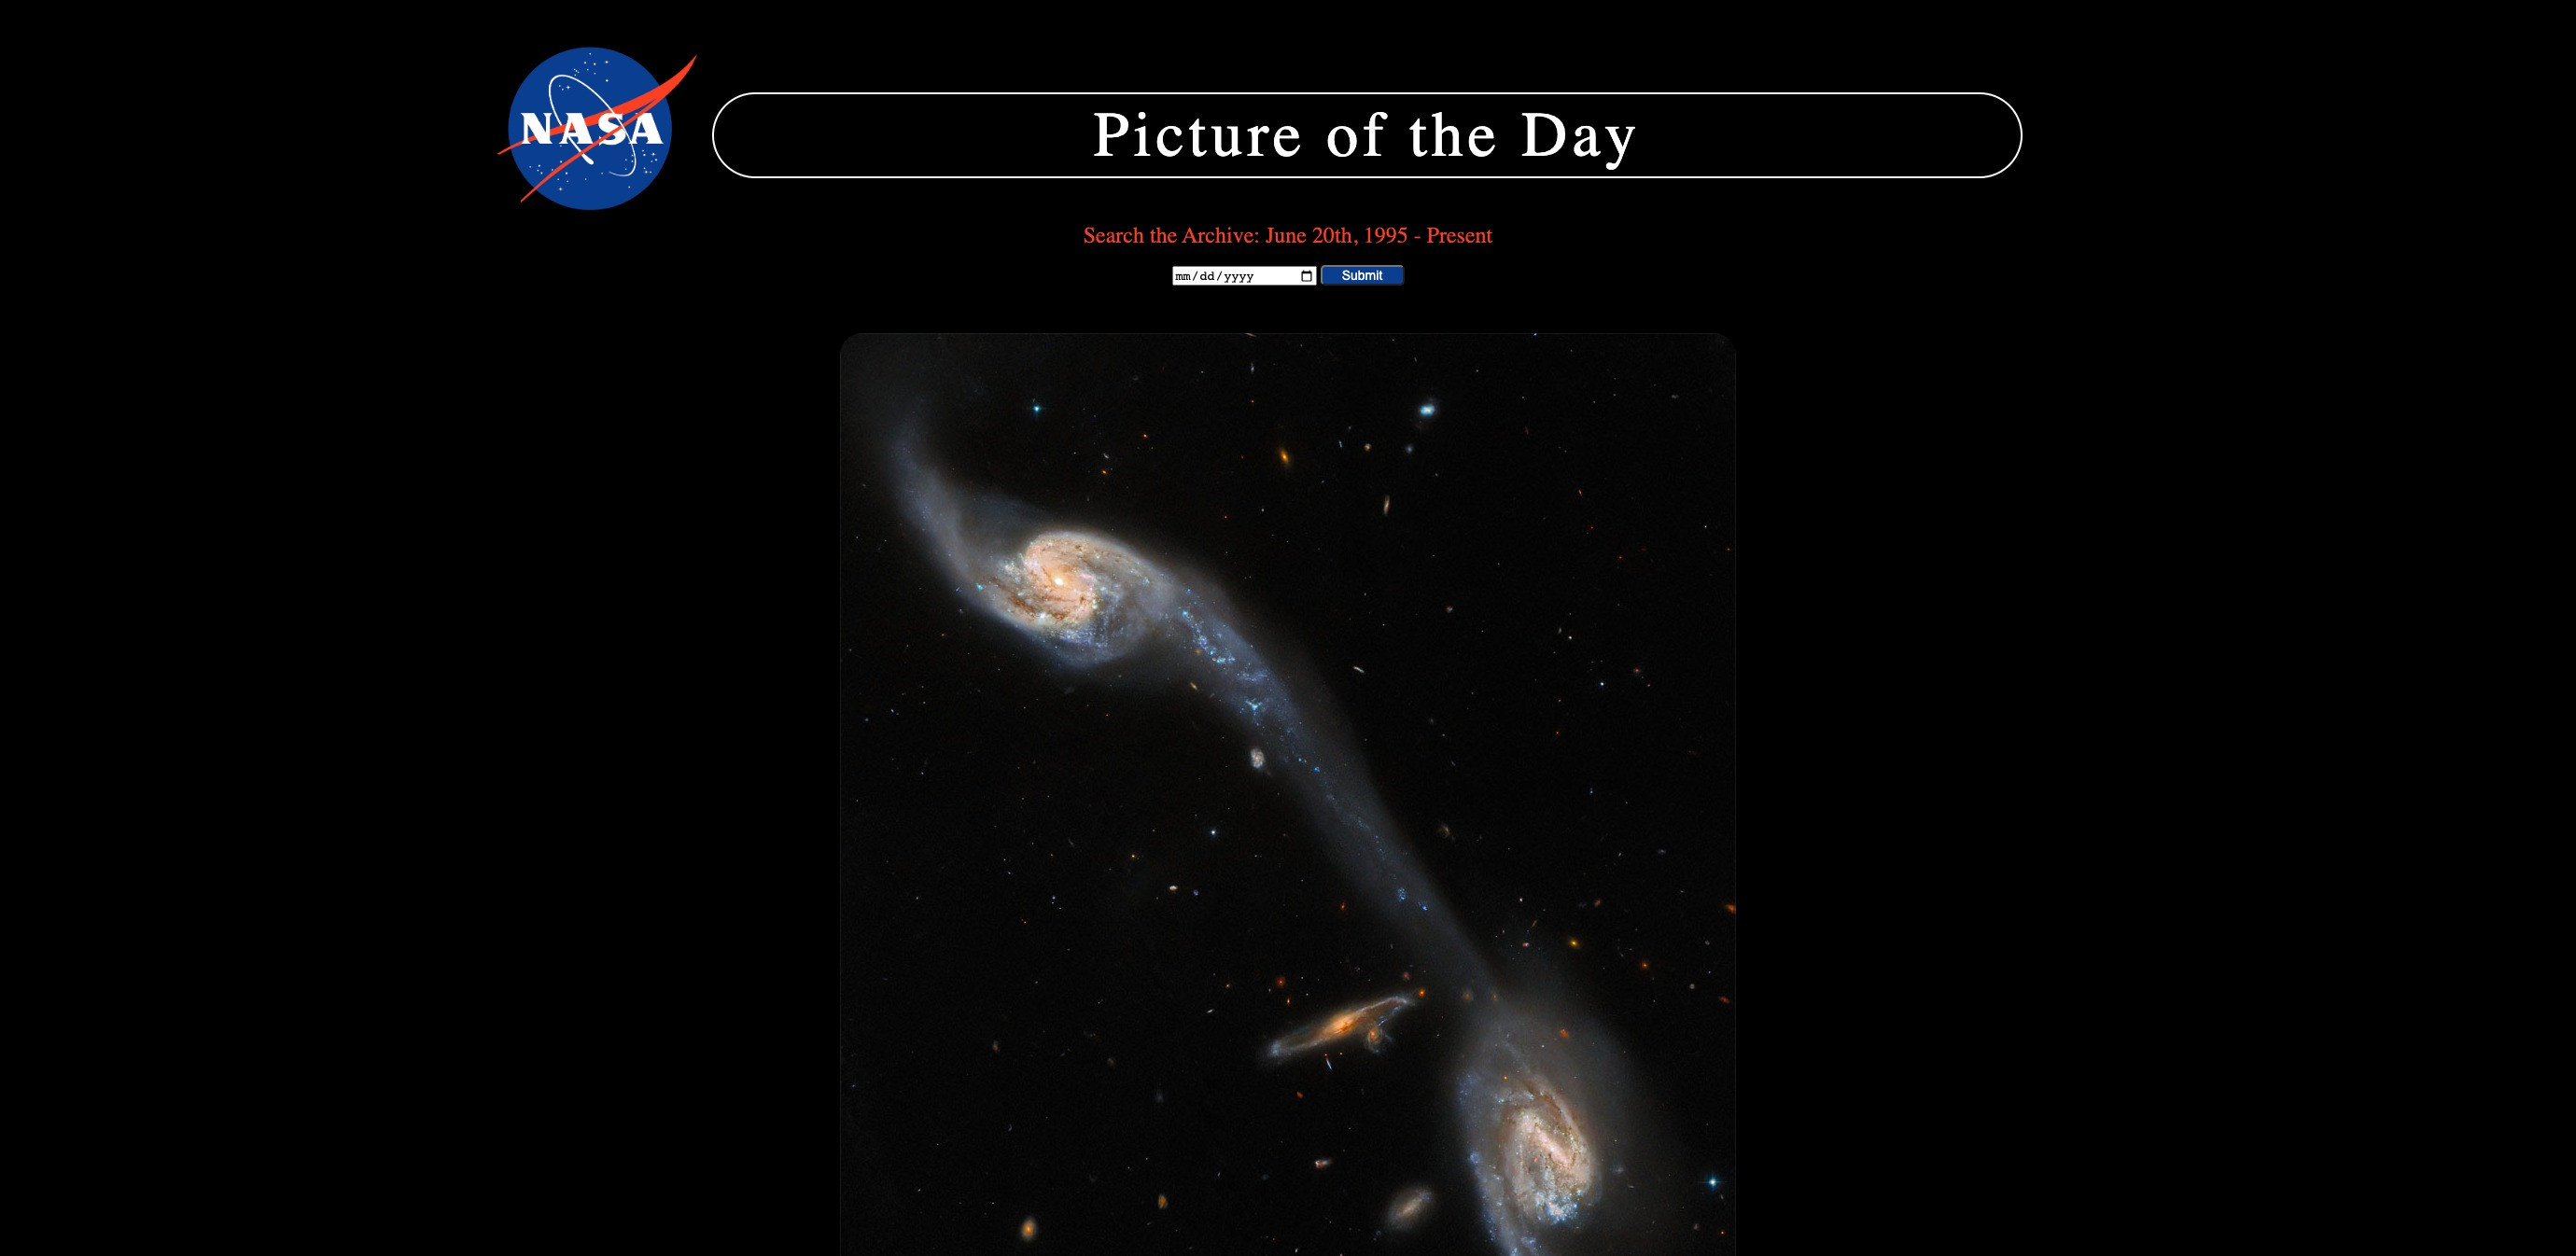 NASA
Picture of the Day
Search the Archive: June 20th, 1995 - Present
mm/dd/yyyy
Submit